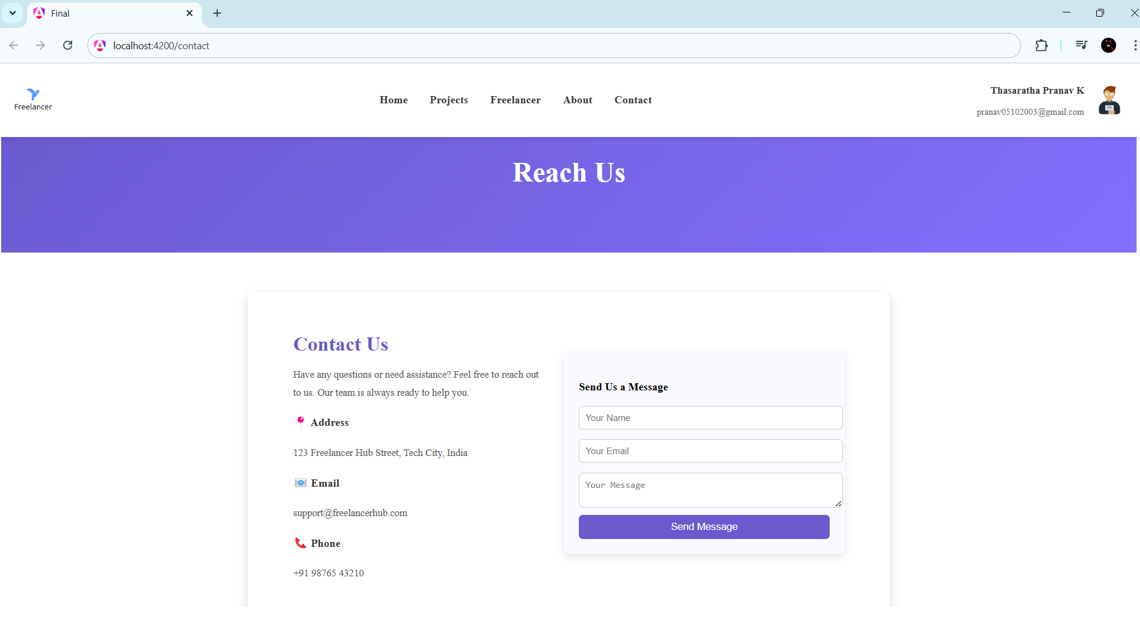 Final
localhost:4200/contact
Freelancer
Home Projects Freelancer About Contact
Thasaratha Pranav K
pranav05102003@gmail.com
Reach Us
Contact Us
Have any questions or need assistance? Feel free to reach out
to us. Our team is always ready to help you.
Address
123 Freelancer Hub Street, Tech City, India
Email
support@freelancerhub.com
Phone
+91 98765 43210
Send Us a Message
Your Name
Your Email
Your Message
Send Message